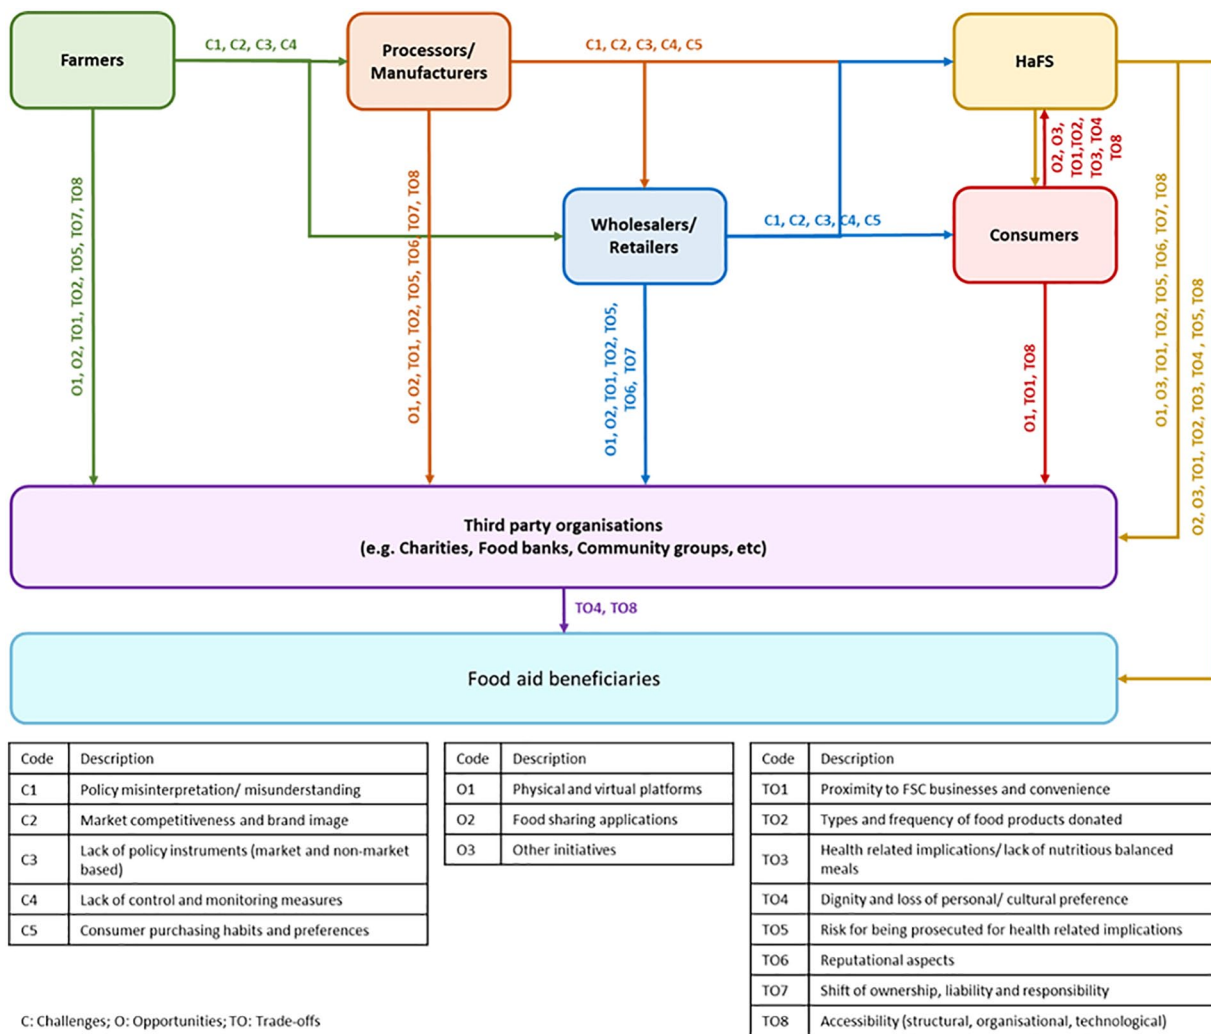 Farmers
C1, C2, C3, C4
Processors/
Manufacturers
C1, C2, C3, C4, C5
HaFS
O2, O3,
TO1,TO2,
TO3, TO4
TO8
Wholesalers/
Retailers
C1, C2, C3, C4, C5
Consumers
O1, O2, TO1, TO2, TO5, TO7, TO8
O1, O2, TO1, TO2, TO5, TO6, TO7, TO8
O1, O2, TO1, TO2, TO5,
TO6, TO7
O1, TO1, TO8
O1, O3, TO1, TO2, TO5, TO6, TO7, TO8
O2, O3, TO1, TO2, TO3, TO4 , TO5, TO8
Third party organisations
(e.g. Charities, Food banks, Community groups, etc)
TO4, TO8
Food aid beneficiaries
Code Description
C1 Policy misinterpretation/ misunderstanding
C2 Market competitiveness and brand image
C3 Lack of policy instruments (market and non-market
based)
C4 Lack of control and monitoring measures
C5 Consumer purchasing habits and preferences
Code Description
O1 Physical and virtual platforms
O2 Food sharing applications
O3 Other initiatives
Code Description
TO1 Proximity to FSC businesses and convenience
TO2 Types and frequency of food products donated
TO3 Health related implications/ lack of nutritious balanced
meals
TO4 Dignity and loss of personal/ cultural preference
TO5 Risk for being prosecuted for health related implications
TO6 Reputational aspects
TO7 Shift of ownership, liability and responsibility
TO8 Accessibility (structural, organisational, technological)
C: Challenges; O: Opportunities; TO: Trade-offs